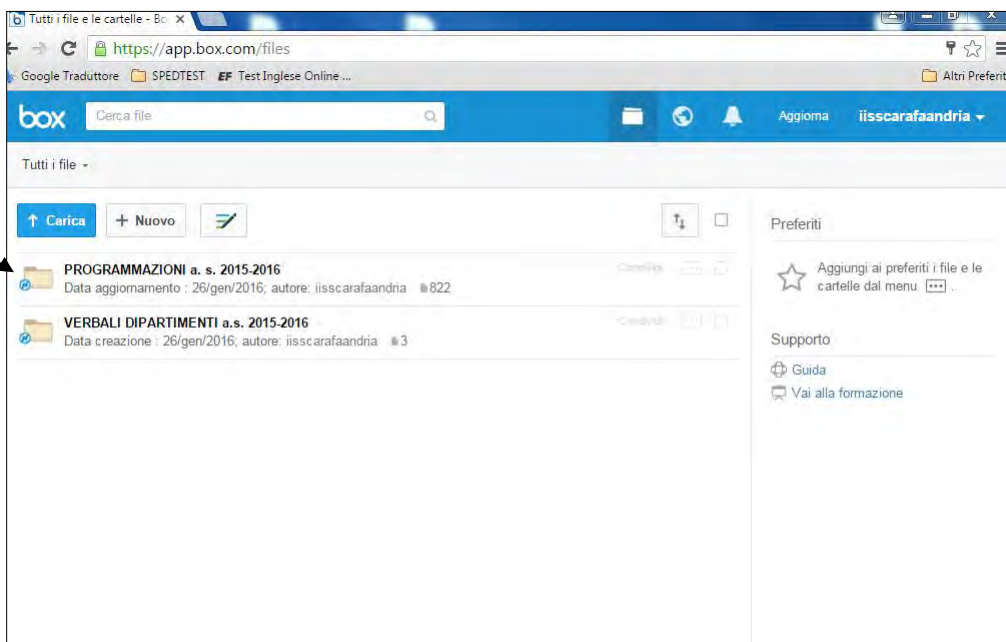 Tutti i file e le cartelle - Bo
https://app.box.com/files
Google Traduttore SPEDTEST EF Test Inglese Online ... Altri Preferit
box Cerca file Aggiorna iisscarafaandria
Tutti i file
Carica + Nuovo
PROGRAMMAZIONI a. s. 2015-2016
Data aggiornamento : 26/gen/2016; autore: iisscarafaandria 822
VERBALI DIPARTIMENTI a.s. 2015-2016
Data creazione : 26/gen/2016; autore: iisscarafaandria 3
Preferiti
Aggiungi ai preferiti i file e le
cartelle dal menu ··· .
Supporto
Guida
Vai alla formazione